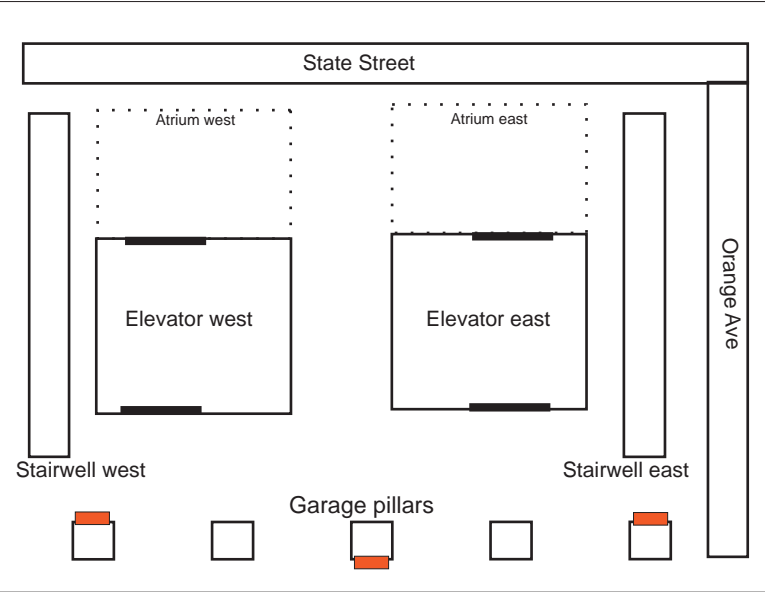 State Street
Atrium west
Atrium east
Elevator west
Elevator east
Orange Ave
Stairwell west
Stairwell east
Garage pillars